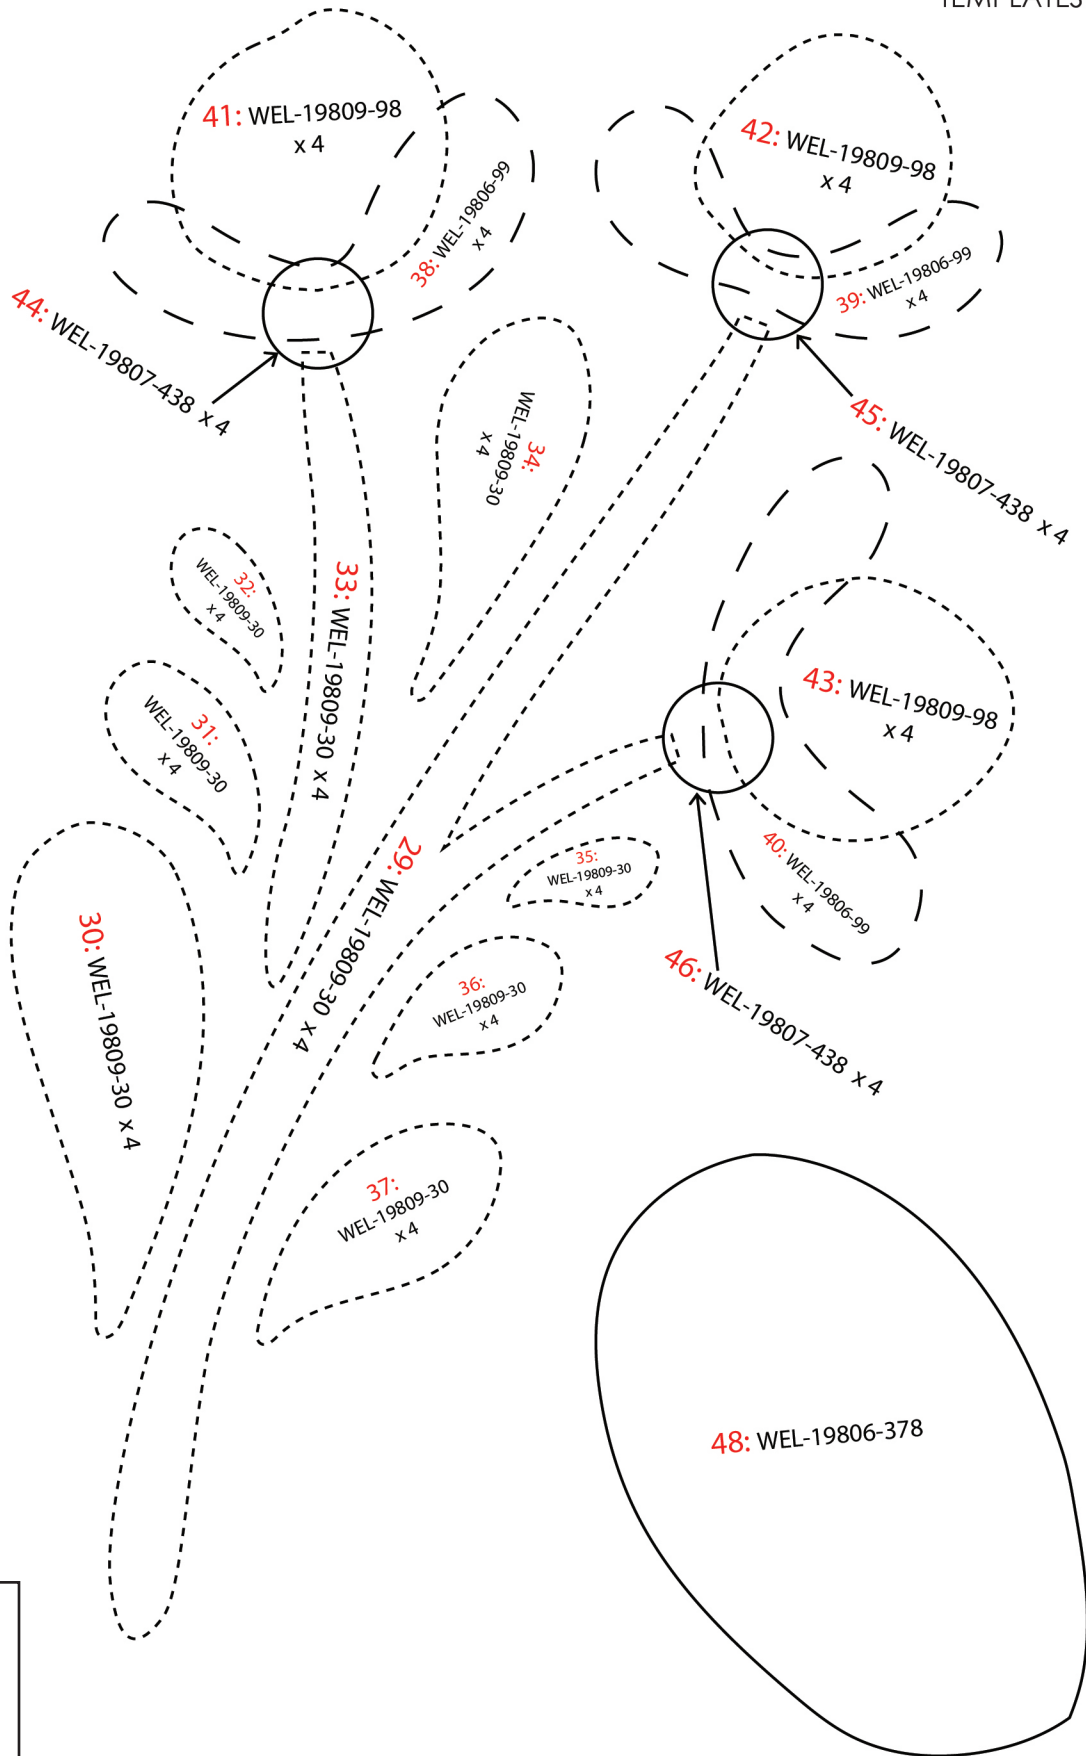 TEMPLATES
41: WEL-19809-98
x 4
42: WEL-19809-98
x 4
38: WEL-19806-99
x 4
39: WEL-19806-99
x 4
44: WEL-19807-438 x 4
45: WEL-19807-438 x 4
34:
WEL-19809-30
x 4
32:
WEL-19809-30
x 4
33: WEL-19809-30 x 4
31:
WEL-19809-30
x 4
43: WEL-19809-98
x 4
29: WEL-19809-30 x 4
35:
WEL-19809-30
x 4
40: WEL-19806-99
x 4
30: WEL-19809-30 x 4
36:
WEL-19809-30
x 4
46: WEL-19807-438 x 4
37:
WEL-19809-30
x 4
48: WEL-19806-378